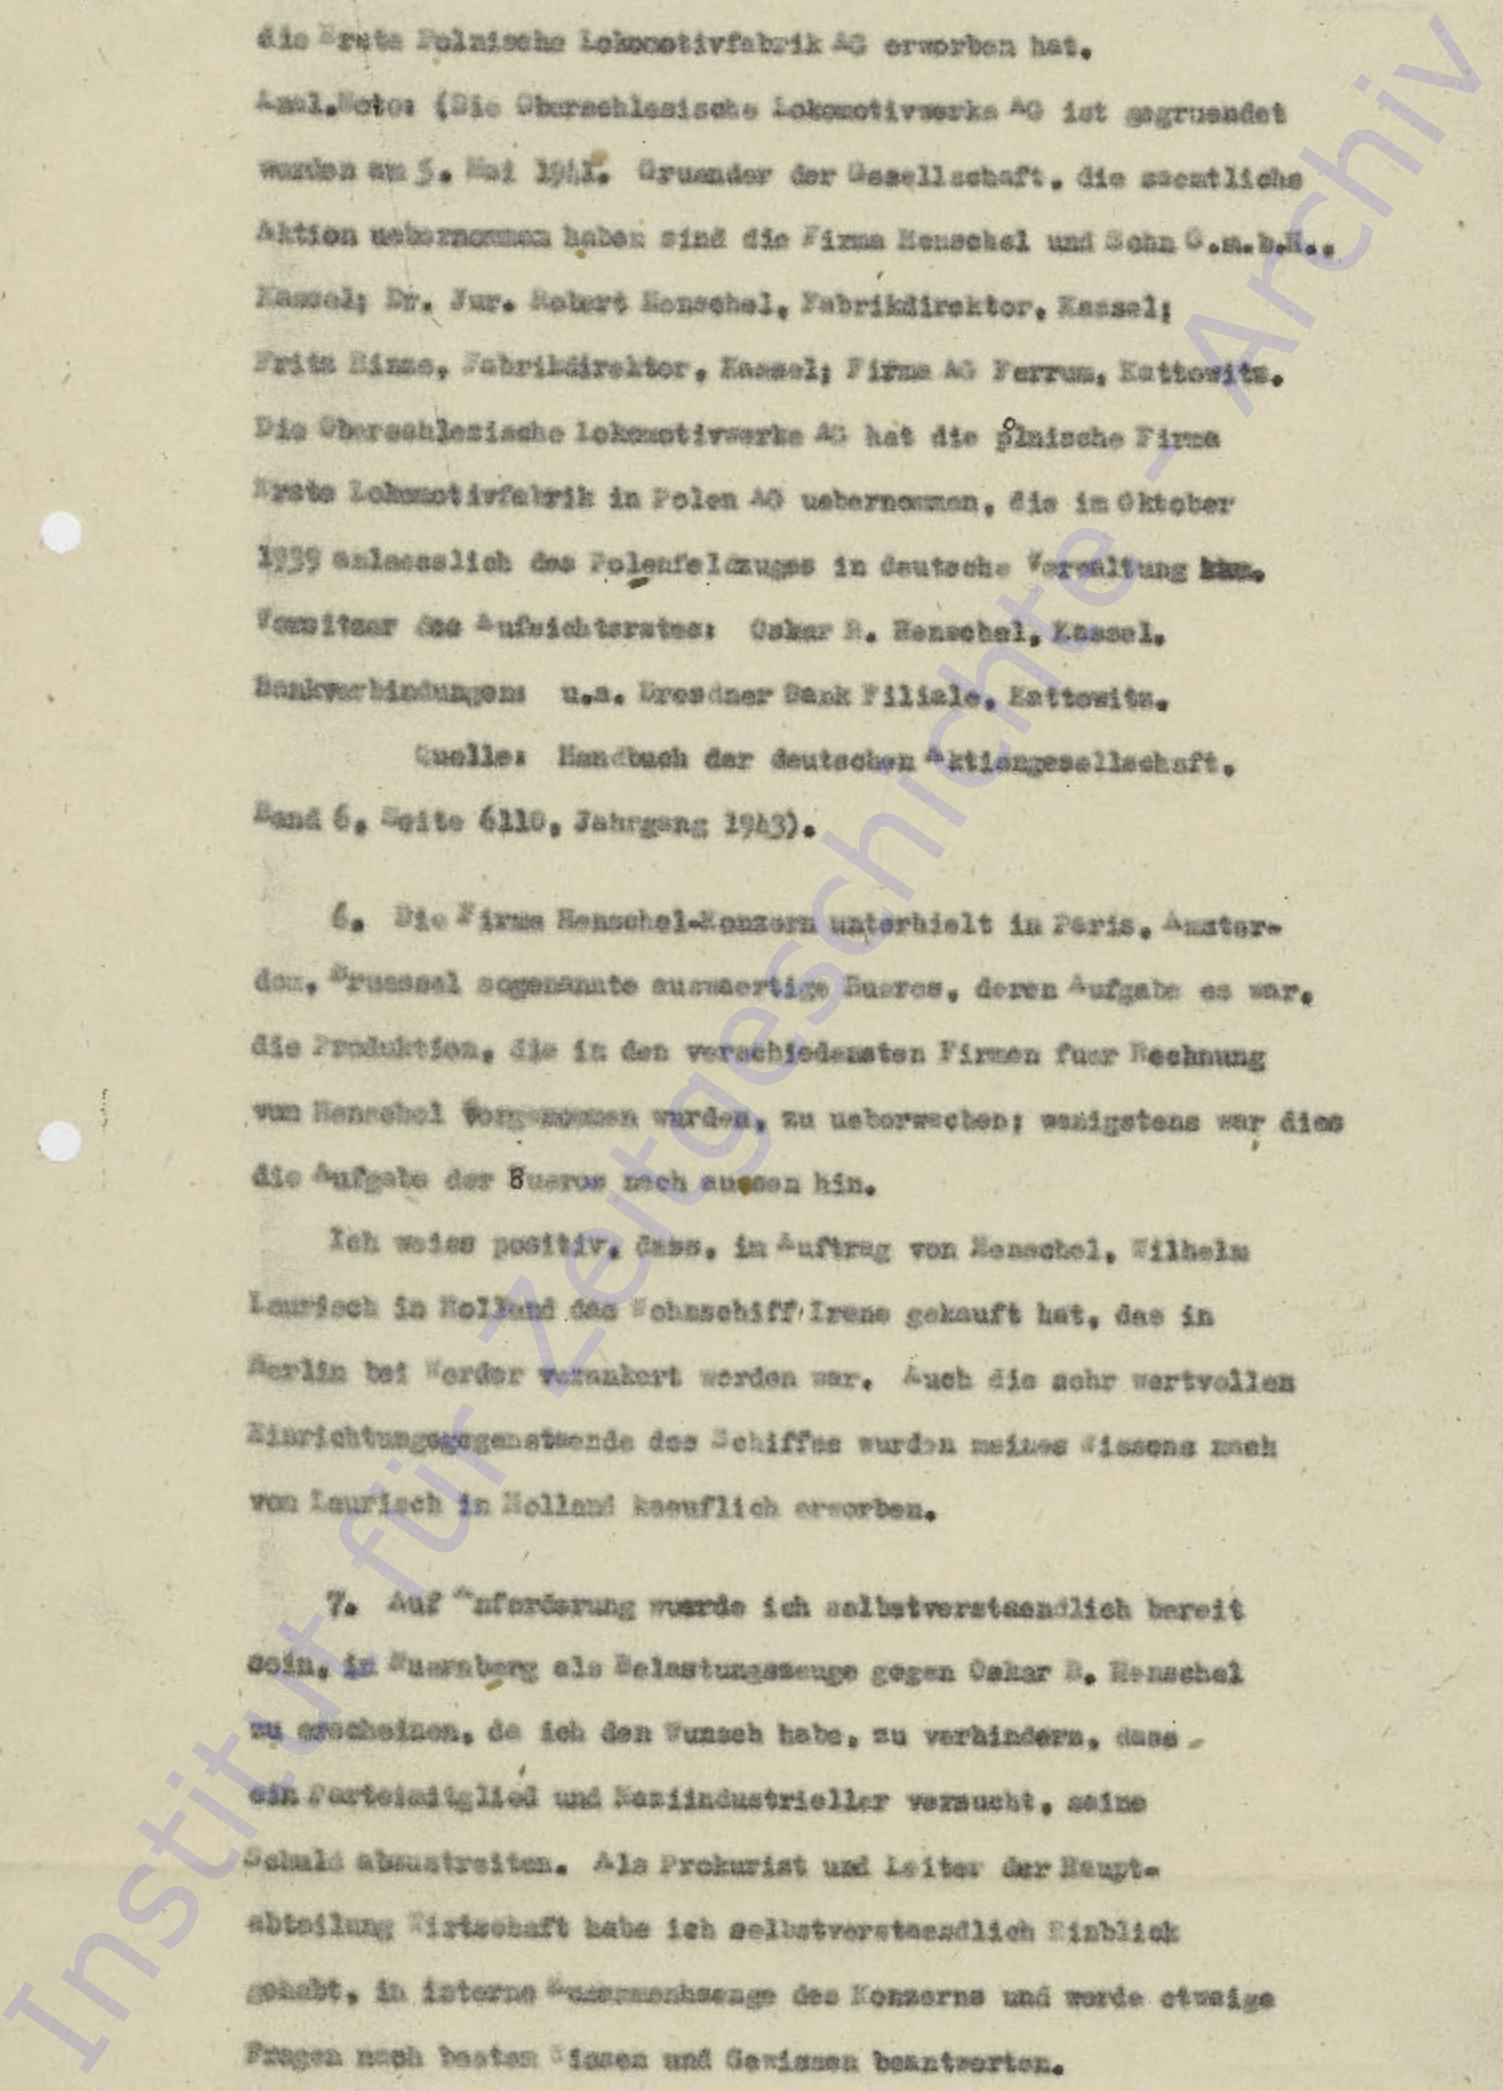 die Erste Polnische Lokomotivfabrik AG erworben hat.
Anml.Note: (Die Oberschlesische Lokomotivwerke AG ist gegruendet
worden am 5. Mai 1941. Gruender der Gesellschaft, die saemtliche
Aktien uebernommen haben sind die Firma Henschel und Sohn G.m.b.H.,
Kassel; Dr. Jur. Robert Henschel, Fabrikdirektor, Kassel;
Fritz Hinze, Fabrikdirektor, Kassel; Firma AG Ferrum, Kattowitz.
Die Oberschlesische Lokomotivwerke AG hat die polnische Firma
Erste Lokomotivfabrik in Polen AG uebernommen, die im Oktober
1939 anlaesslich des Polenfeldzuges in deutsche Verwaltung kam.
Vorsitzer des Aufsichtsrates: Oskar R. Henschel, Kassel.
Bankverbindungen: u.a. Dresdner Bank Filiale, Kattowitz.
Quelle: Handbuch der deutschen Aktiengesellschaft,
Band 6, Seite 6110, Jahrgang 1943).
6. Die Firma Henschel-Konzern unterhielt in Paris, Amster-
dam, Bruessel sogenannte auswaertige Bueros, deren Aufgabe es war,
die Produktion, die in den verschiedensten Firmen fuer Rechnung
von Henschel vorgenommen wurden, zu ueberwachen; wenigstens war dies
die Aufgabe der Bueros nach aussen hin.
Ich weiss positiv, dass, im Auftrag von Henschel, Wilhelm
Laurisch in Holland das Wohnschiff Irene gekauft hat, das in
Berlin bei Werder verankert worden war. Auch die sehr wertvollen
Einrichtungsgegenstaende des Schiffes wurden meines Wissens nach
von Laurisch in Holland kaeuflich erworben.
7. Auf Anforderung wuerde ich selbstverstaendlich bereit
sein, in Nuernberg als Belastungszeuge gegen Oskar R. Henschel
zu erscheinen, da ich den Wunsch habe, zu verhindern, dass
ein Parteimitglied und Naziindustrieller versucht, seine
Schuld abzustreiten. Als Prokurist und Leiter der Haupt-
abteilung Wirtschaft habe ich selbstverstaendlich Einblick
gehabt, in interne Zusammenhaenge des Konzerns und werde etwaige
Fragen nach bestem Wissen und Gewissen beantworten.
Institut für Zeitgeschichte - Archiv